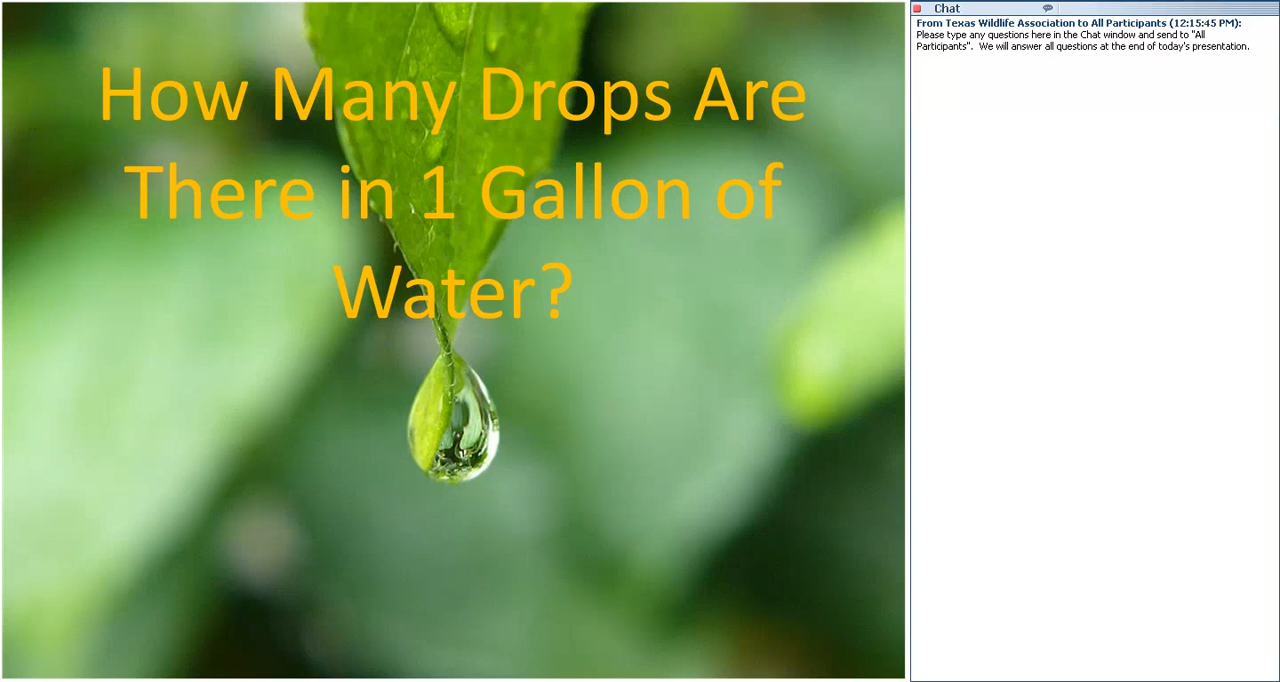 How Many Drops Are
There in 1 Gallon of
Water?
Chat
From Texas Wildlife Association to All Participants (12:15:45 PM):
Please type any questions here in the Chat window and send to "All
Participants".  We will answer all questions at the end of today's presentation.